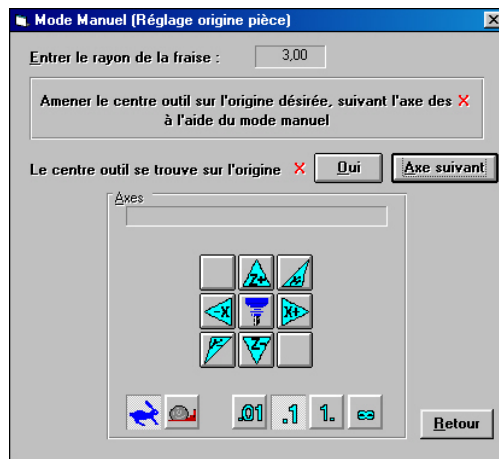 Mode Manuel (Réglage origine pièce)
Entrer le rayon de la fraise : 3,00
Amener le centre outil sur l'origine désirée, suivant l'axe des X
à l'aide du mode manuel
Le centre outil se trouve sur l'origine X Oui Axe suivant
Axes
Z+
-X X+
Z-
.01 .1 1. ∞
Retour